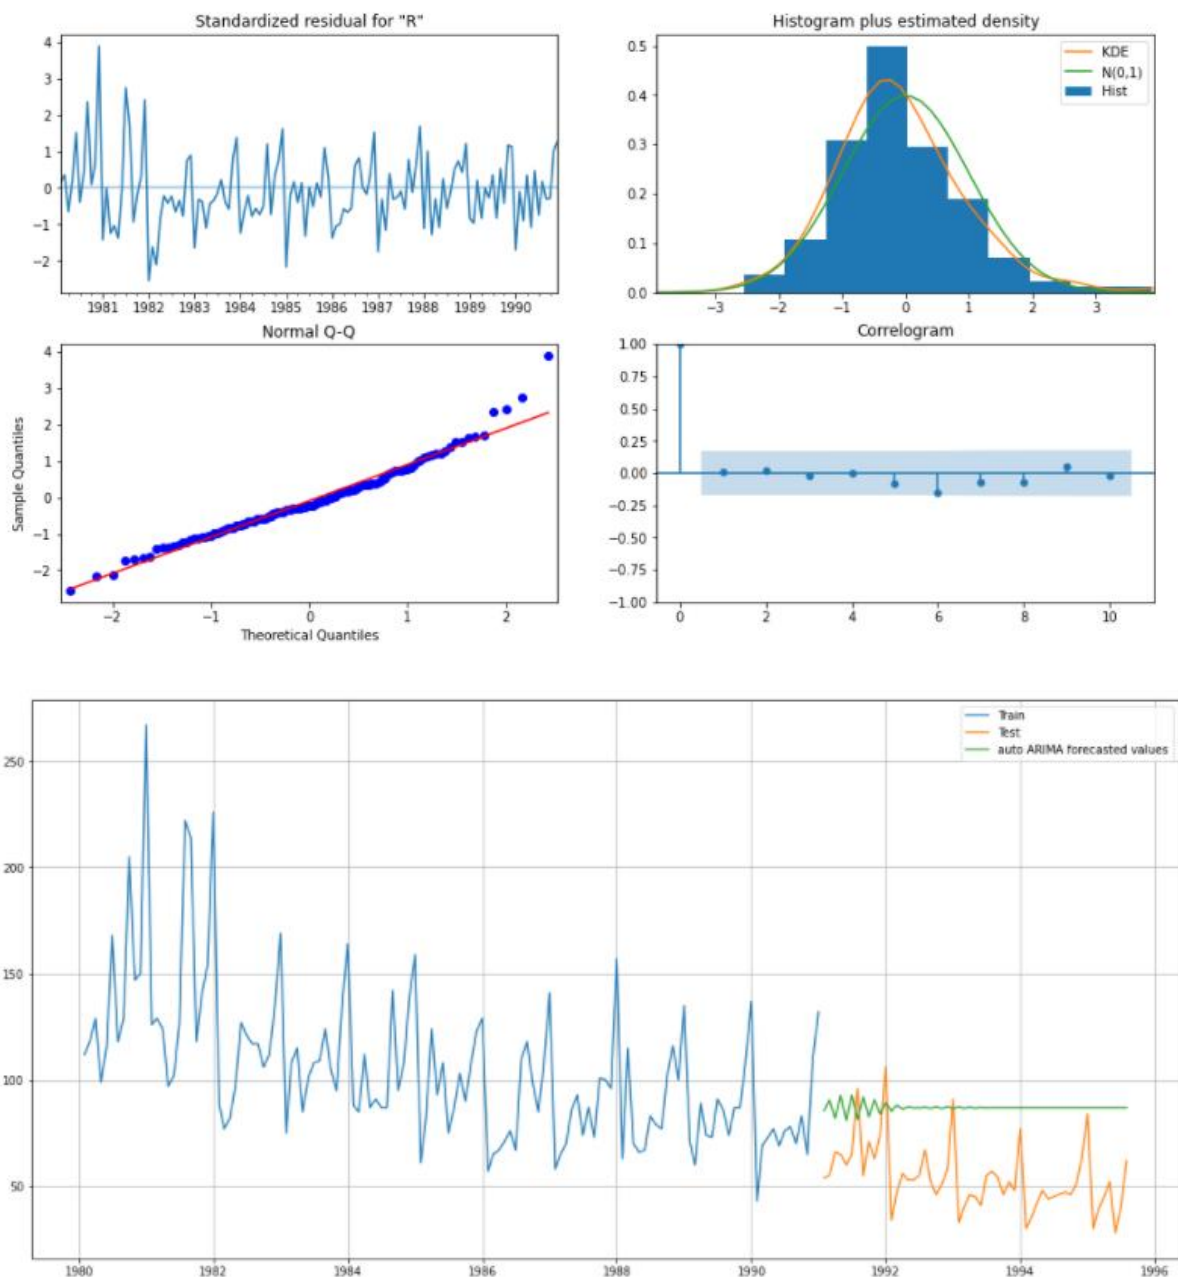 Standardized residual for "R"
4
3
2
1
0
−1
−2
1981 1982 1983 1984 1985 1986 1987 1988 1989 1990
Histogram plus estimated density
KDE
N(0,1)
Hist
0.5
0.4
0.3
0.2
0.1
0.0
−3 −2 −1 0 1 2 3
Normal Q-Q
Sample Quantiles
4
3
2
1
0
−1
−2
−2 −1 0 1 2
Theoretical Quantiles
Correlogram
1.00
0.75
0.50
0.25
0.00
−0.25
−0.50
−0.75
−1.00
0 2 4 6 8 10
Train
Test
auto ARIMA forecasted values
250
200
150
100
50
1980 1982 1984 1986 1988 1990 1992 1994 1996